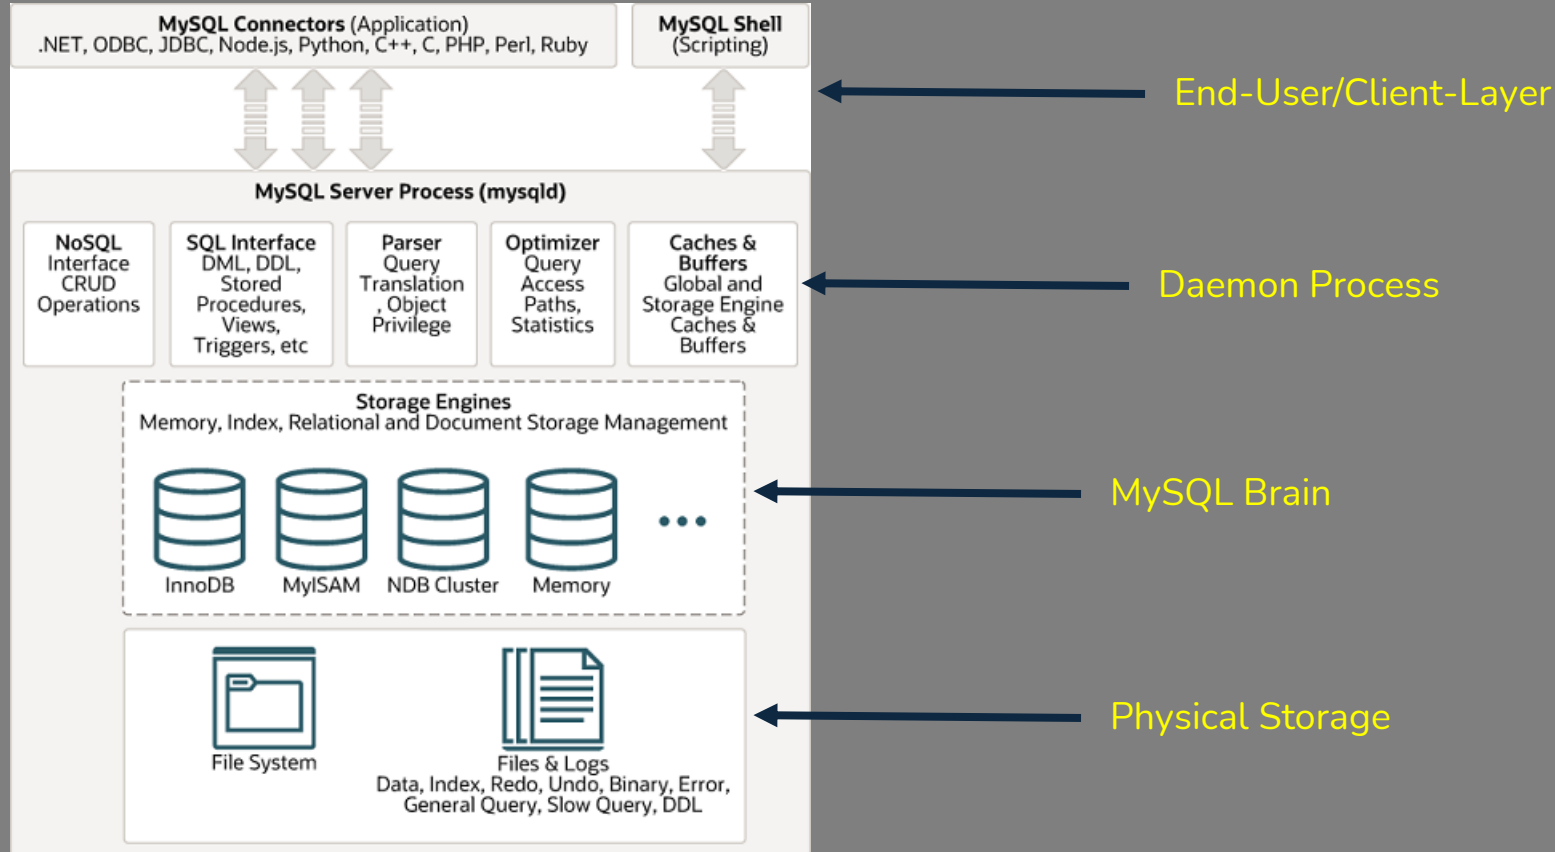 MySQL Connectors (Application)
.NET, ODBC, JDBC, Node.js, Python, C++, C, PHP, Perl, Ruby
MySQL Shell
(Scripting)
End-User/Client-Layer
MySQL Server Process (mysqld)
NoSQL
Interface
CRUD
Operations
SQL Interface
DML, DDL,
Stored
Procedures,
Views,
Triggers, etc
Parser
Query
Translation
, Object
Privilege
Optimizer
Query
Access
Paths,
Statistics
Caches &
Buffers
Global and
Storage Engine
Caches &
Buffers
Daemon Process
Storage Engines
Memory, Index, Relational and Document Storage Management
InnoDB
MyISAM
NDB Cluster
Memory
...
MySQL Brain
File System
Files & Logs
Data, Index, Redo, Undo, Binary, Error,
General Query, Slow Query, DDL
Physical Storage